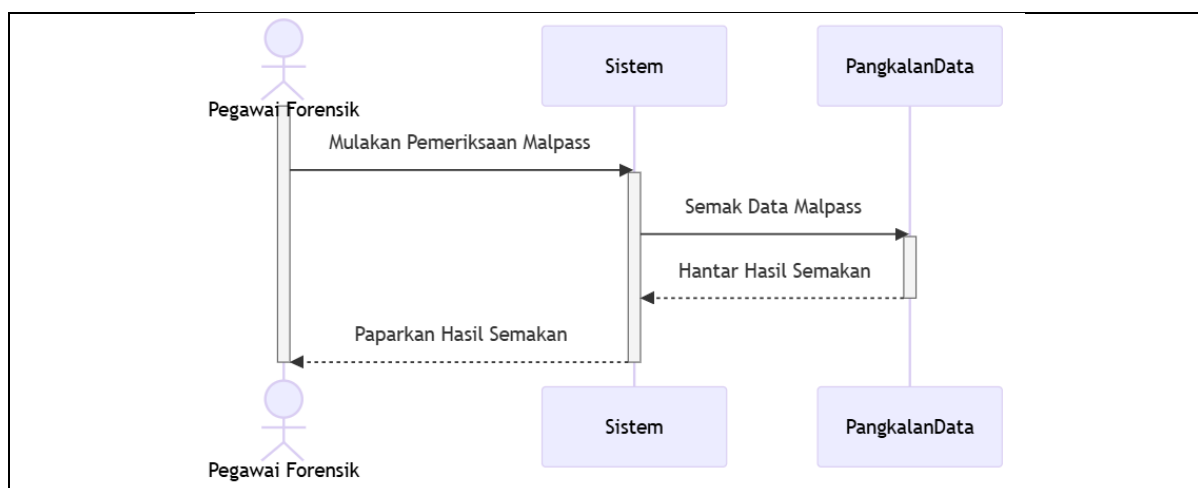 Sistem
PangkalanData
Pegawai Forensik
Mulakan Pemeriksaan Malpass
Semak Data Malpass
Hantar Hasil Semakan
Paparkan Hasil Semakan
Sistem
PangkalanData
Pegawai Forensik